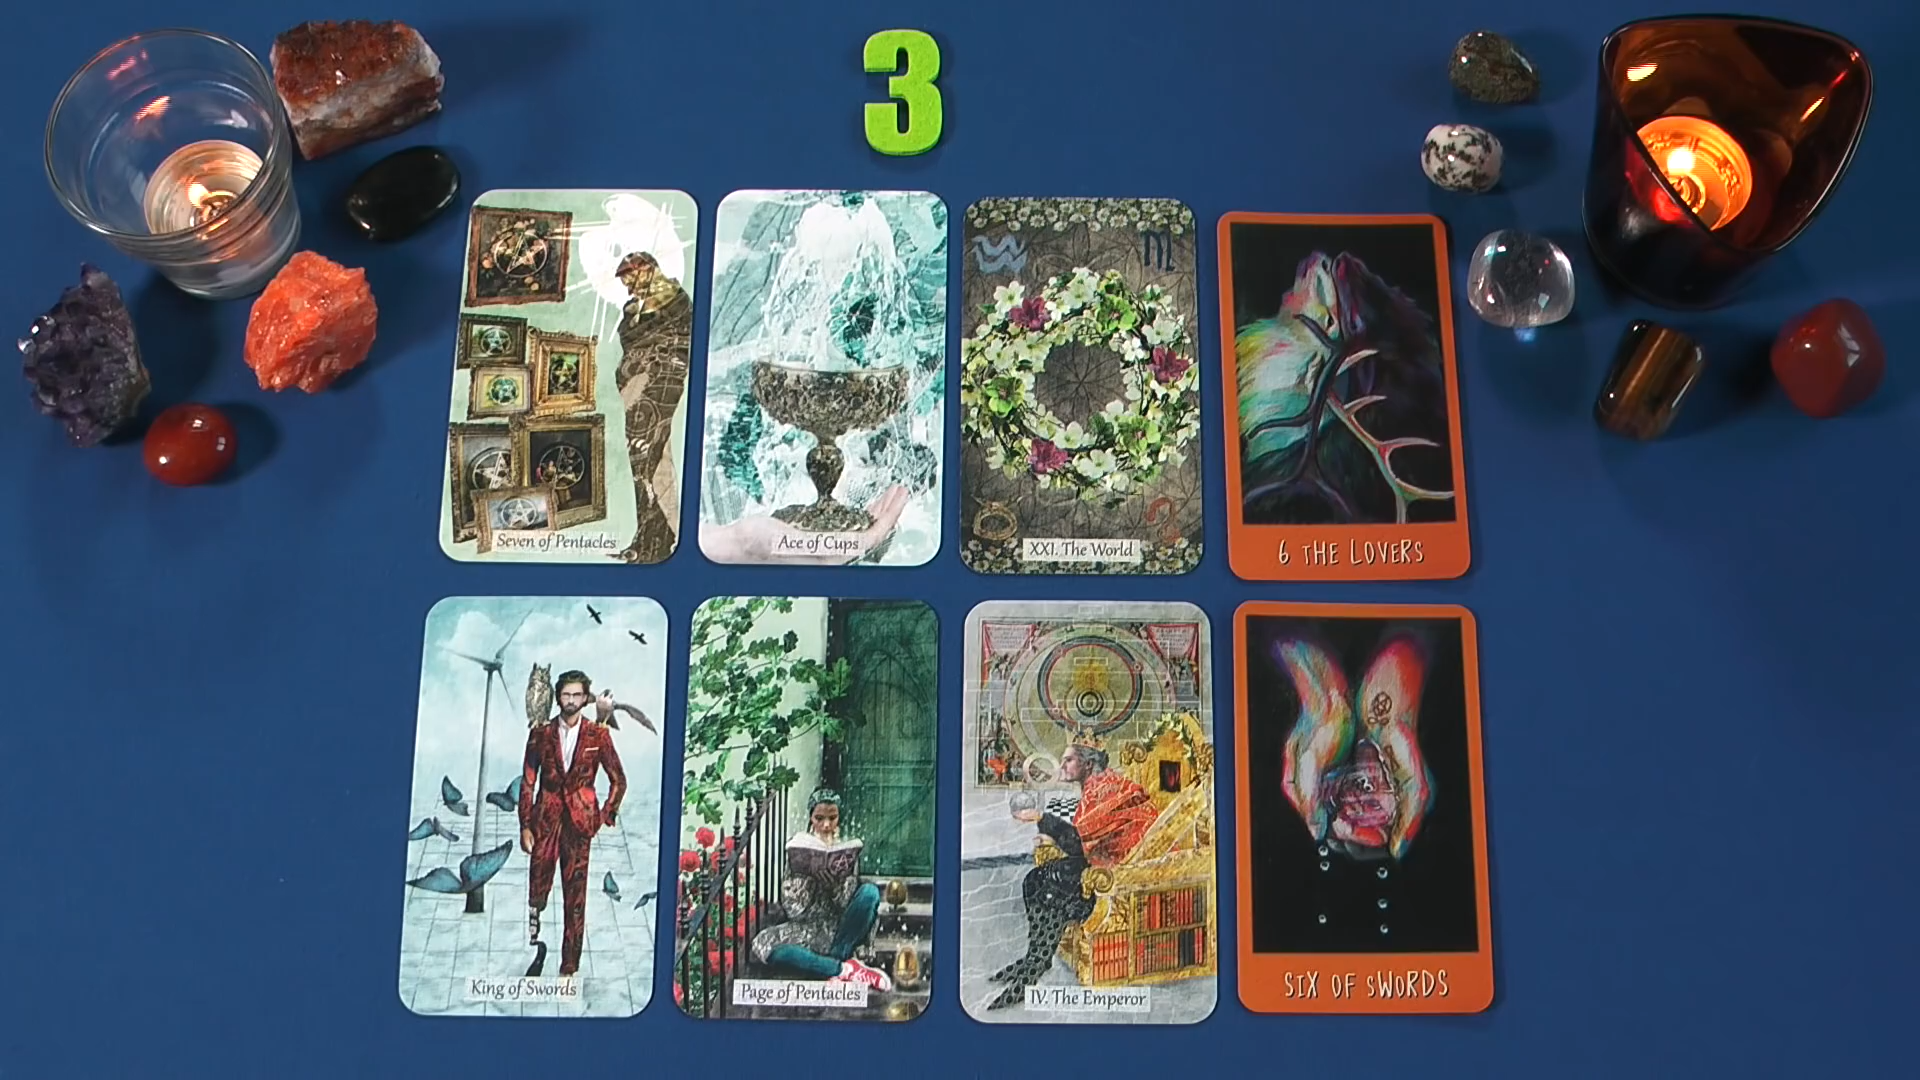 3
Seven of Pentacles
Ace of Cups
XXI. The World
6 THE LOVERS
King of Swords
Page of Pentacles
IV. The Emperor
SIX OF SWORDS